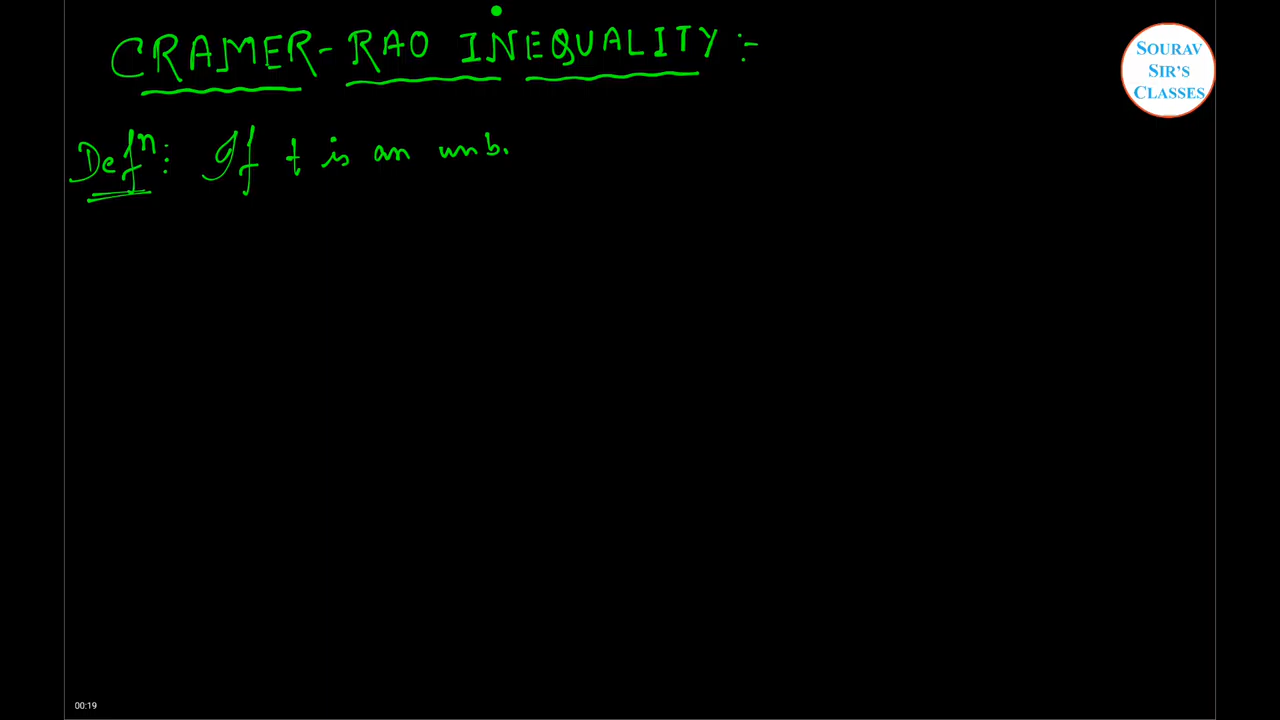 CRAMER-RAO INEQUALITY :-
SOURAV
SIR'S
CLASSES
Defⁿ: If t is an unb.
00:19